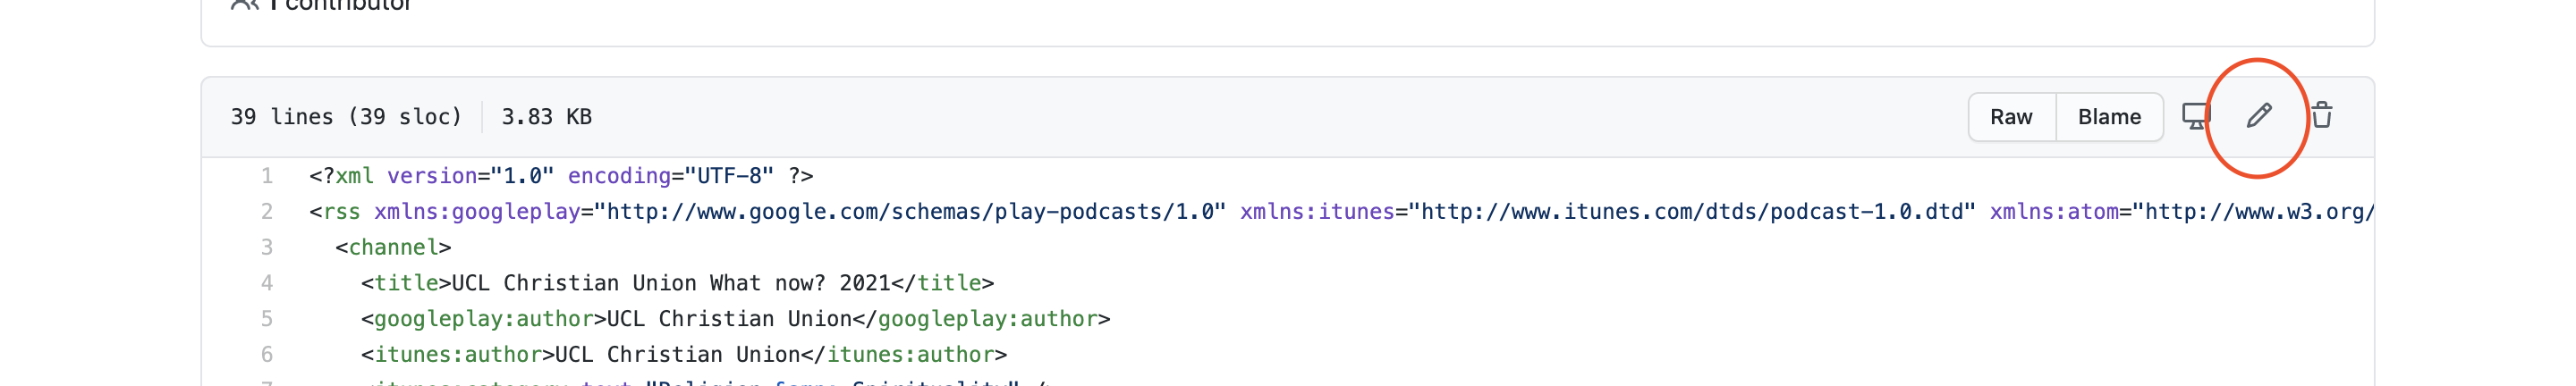 1 contributor
39 lines (39 sloc) 3.83 KB
Raw Blame
1 <?xml version="1.0" encoding="UTF-8" ?>
2 <rss xmlns:googleplay="http://www.google.com/schemas/play-podcasts/1.0" xmlns:itunes="http://www.itunes.com/dtds/podcast-1.0.dtd" xmlns:atom="http://www.w3.org/
3 <channel>
4 <title>UCL Christian Union What now? 2021</title>
5 <googleplay:author>UCL Christian Union</googleplay:author>
6 <itunes:author>UCL Christian Union</itunes:author>